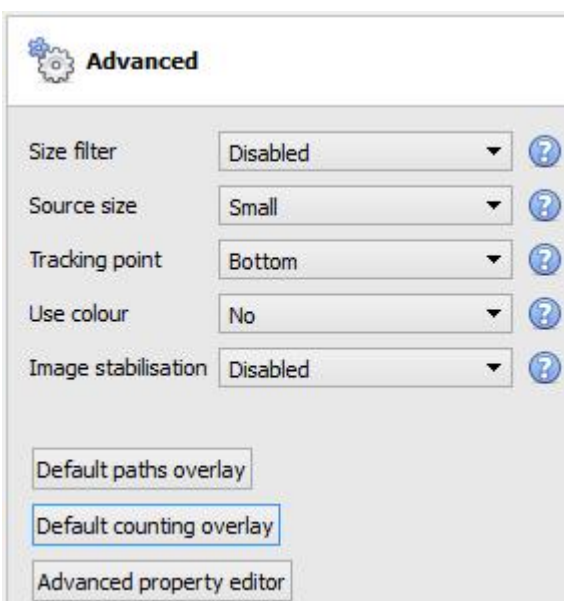 Advanced
Size filter Disabled
Source size Small
Tracking point Bottom
Use colour No
Image stabilisation Disabled
Default paths overlay
Default counting overlay
Advanced property editor